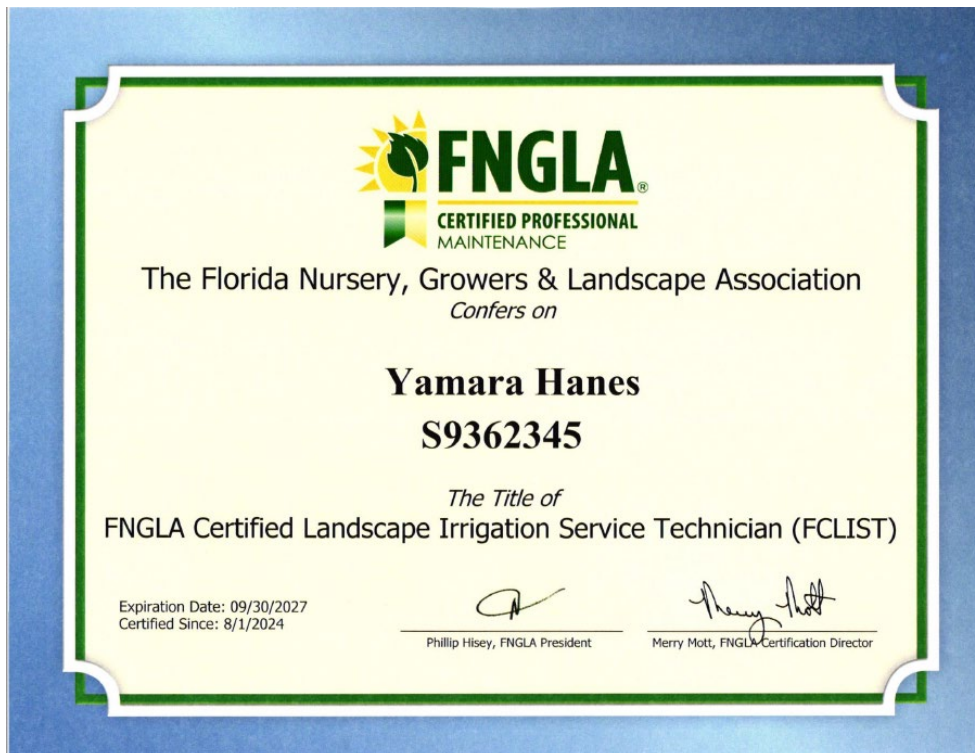 FNGLA®
CERTIFIED PROFESSIONAL
MAINTENANCE
The Florida Nursery, Growers & Landscape Association
Confers on
Yamara Hanes
S9362345
The Title of
FNGLA Certified Landscape Irrigation Service Technician (FCLIST)
Expiration Date: 09/30/2027
Certified Since: 8/1/2024
Merry Mott
Phillip Hisey, FNGLA President
Merry Mott, FNGLA Certification Director